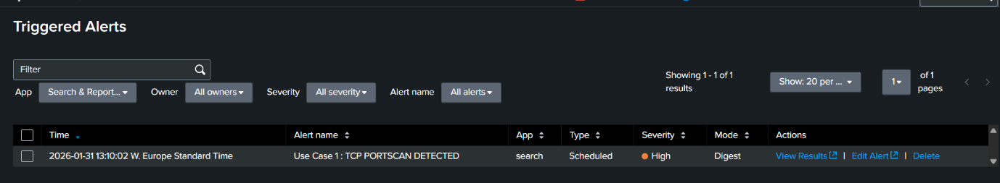 Triggered Alerts
Filter
Showing 1 - 1 of 1 results
Show: 20 per ...
1
of 1 pages
App Search & Report... Owner All owners Severity All severity Alert name All alerts
Time Alert name App Type Severity Mode Actions
2026-01-31 13:10:02 W. Europe Standard Time Use Case 1 : TCP PORTSCAN DETECTED search Scheduled High Digest View Results | Edit Alert | Delete